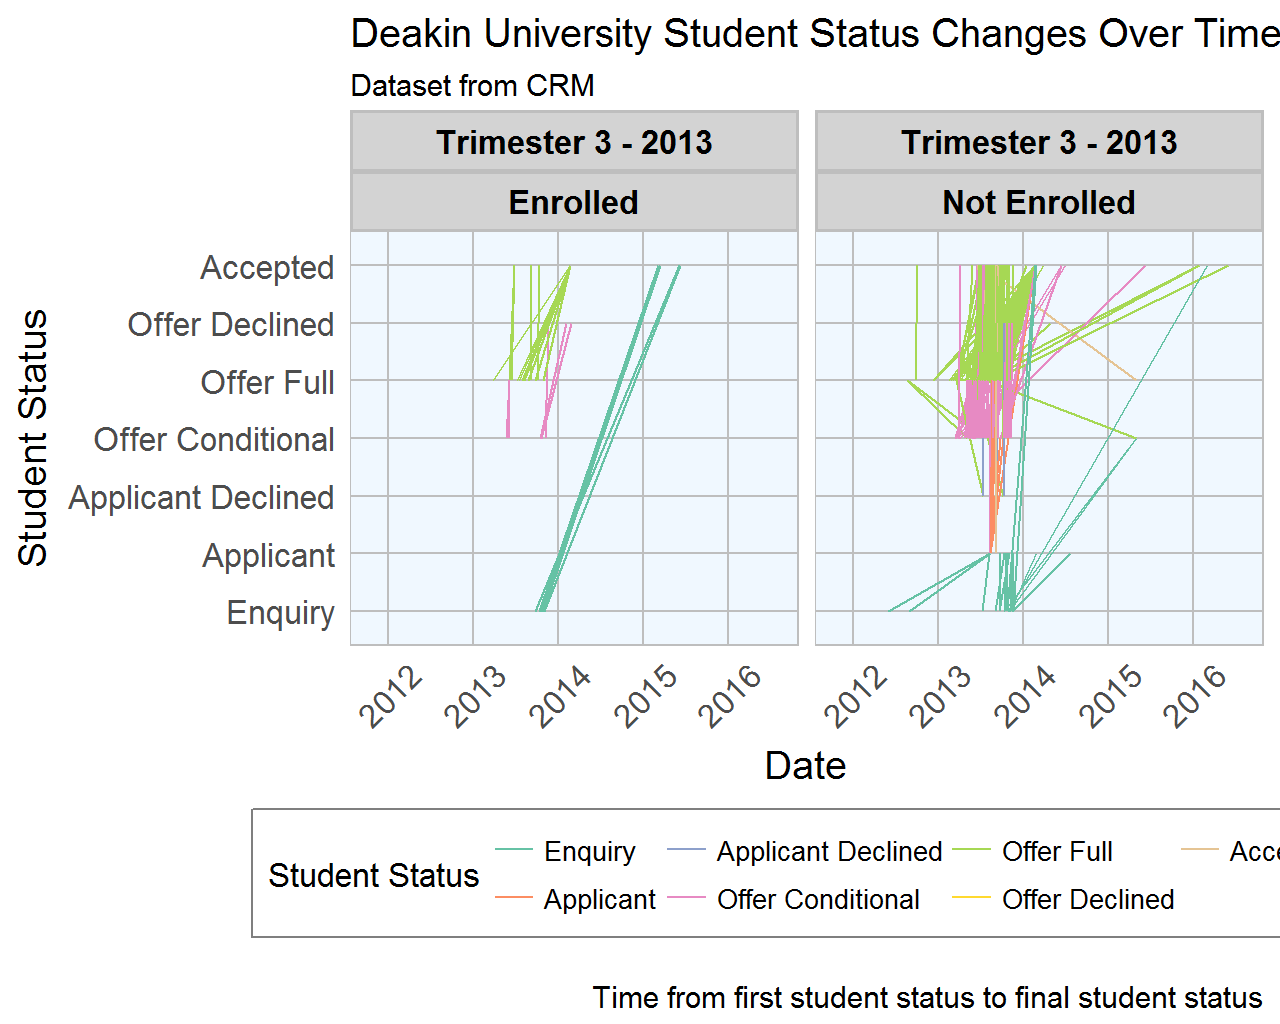 Deakin University Student Status Changes Over Time
Dataset from CRM
Trimester 3 - 2013
Trimester 3 - 2013
Enrolled
Not Enrolled
Student Status
Accepted
Offer Declined
Offer Full
Offer Conditional
Applicant Declined
Applicant
Enquiry
2012 2013 2014 2015 2016
2012 2013 2014 2015 2016
Date
Student Status
Enquiry Applicant Declined Offer Full
Applicant Offer Conditional Offer Declined
Time from first student status to final student status